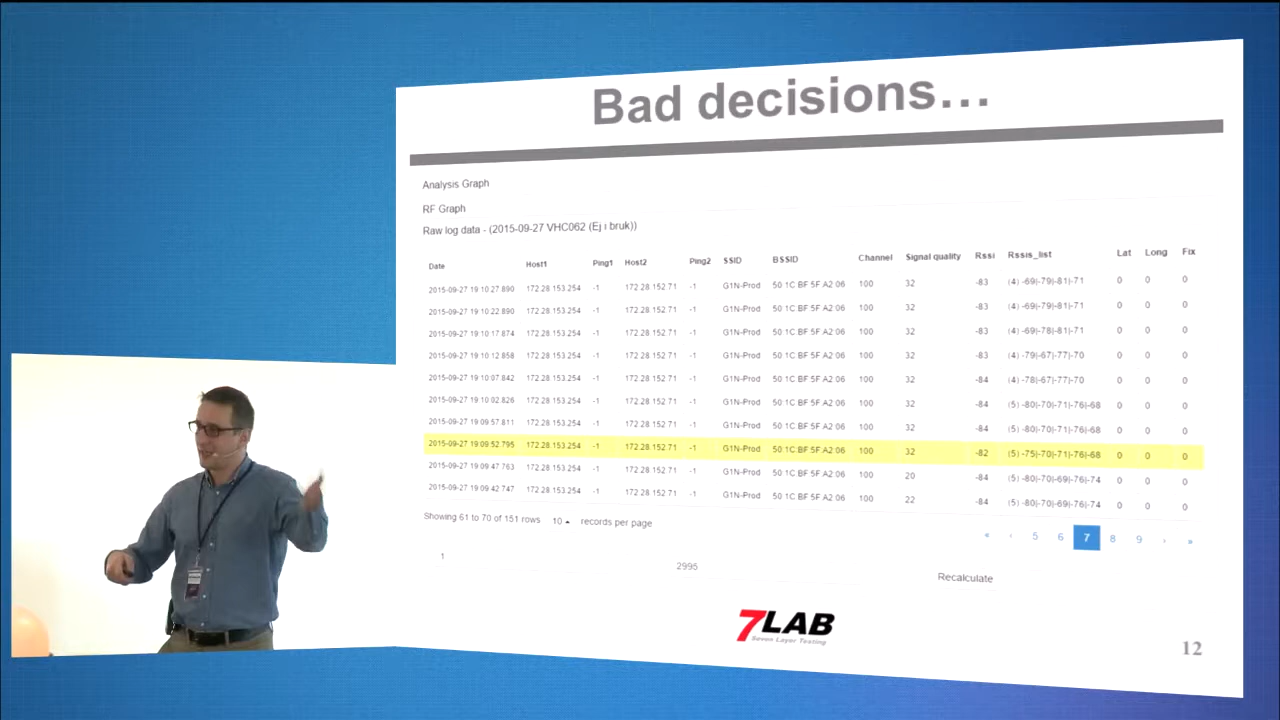 Bad decisions...
Analysis Graph
RF Graph
Raw log data - (2015-09-27 VHC062 (Ej i bruk))
Date Host1 Ping1 Host2 Ping2 SSID BSSID Channel Signal quality Rssi Rssis_list Lat Long Fix
2015-09-27 19:10:27.890 172.28.153.254 -1 172.28.152.71 -1 G1N-Prod 50:1C:BF:5F:A2:06 100 32 -83 (4) -69|-79|-81|-71 0 0 0
2015-09-27 19:10:22.890 172.28.153.254 -1 172.28.152.71 -1 G1N-Prod 50:1C:BF:5F:A2:06 100 32 -83 (4) -69|-79|-81|-71 0 0 0
2015-09-27 19:10:17.874 172.28.153.254 -1 172.28.152.71 -1 G1N-Prod 50:1C:BF:5F:A2:06 100 32 -83 (4) -69|-78|-81|-71 0 0 0
2015-09-27 19:10:12.858 172.28.153.254 -1 172.28.152.71 -1 G1N-Prod 50:1C:BF:5F:A2:06 100 32 -83 (4) -79|-67|-77|-70 0 0 0
2015-09-27 19:10:07.842 172.28.153.254 -1 172.28.152.71 -1 G1N-Prod 50:1C:BF:5F:A2:06 100 32 -84 (4) -78|-67|-77|-70 0 0 0
2015-09-27 19:10:02.826 172.28.153.254 -1 172.28.152.71 -1 G1N-Prod 50:1C:BF:5F:A2:06 100 32 -84 (5) -80|-70|-71|-76|-68 0 0 0
2015-09-27 19:09:57.811 172.28.153.254 -1 172.28.152.71 -1 G1N-Prod 50:1C:BF:5F:A2:06 100 32 -84 (5) -80|-70|-71|-76|-68 0 0 0
2015-09-27 19:09:52.795 172.28.153.254 -1 172.28.152.71 -1 G1N-Prod 50:1C:BF:5F:A2:06 100 32 -82 (5) -75|-70|-71|-76|-68 0 0 0
2015-09-27 19:09:47.763 172.28.153.254 -1 172.28.152.71 -1 G1N-Prod 50:1C:BF:5F:A2:06 100 20 -84 (5) -80|-70|-69|-76|-74 0 0 0
2015-09-27 19:09:42.747 172.28.153.254 -1 172.28.152.71 -1 G1N-Prod 50:1C:BF:5F:A2:06 100 22 -84 (5) -80|-70|-69|-76|-74 0 0 0
Showing 61 to 70 of 151 rows 10 records per page
« ‹ 5 6 7 8 9 › »
1 2995 Recalculate
7LAB
Seven Layer Testing
12